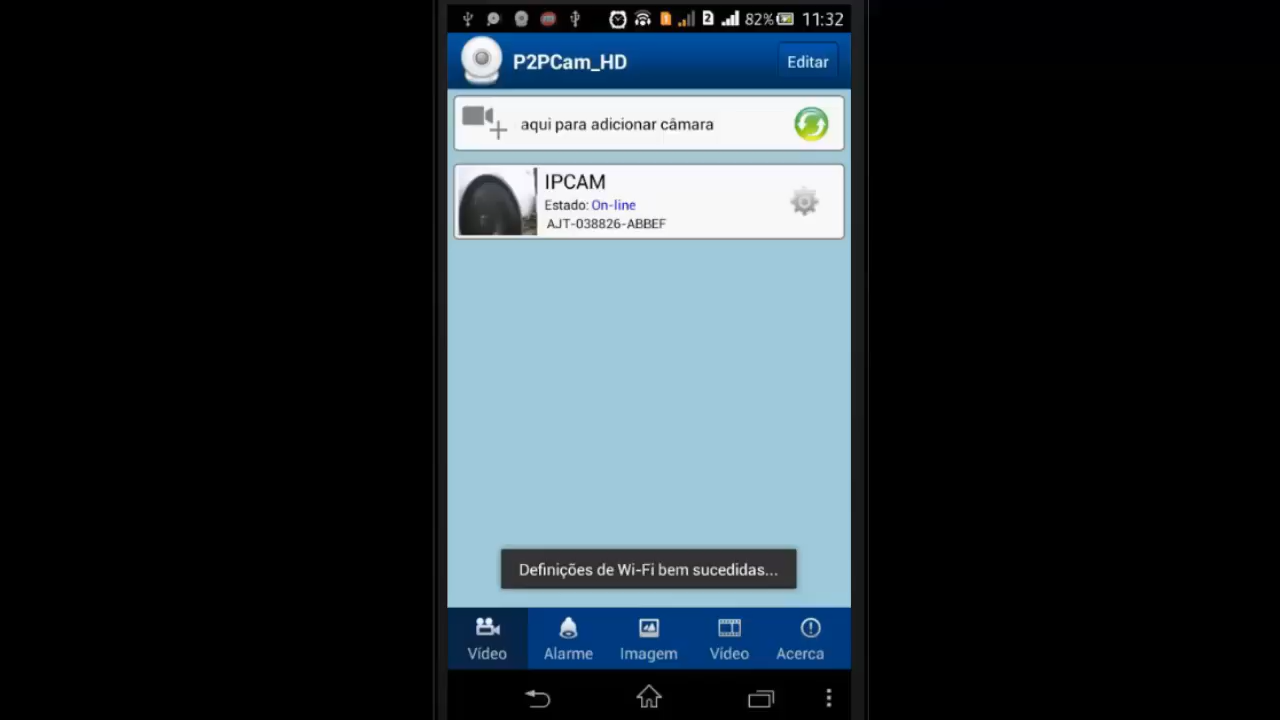 82% 11:32
P2PCam_HD
Editar
aqui para adicionar câmara
IPCAM
Estado: On-line
AJT-038826-ABBEF
Definições de Wi-Fi bem sucedidas...
Vídeo Alarme Imagem Vídeo Acerca